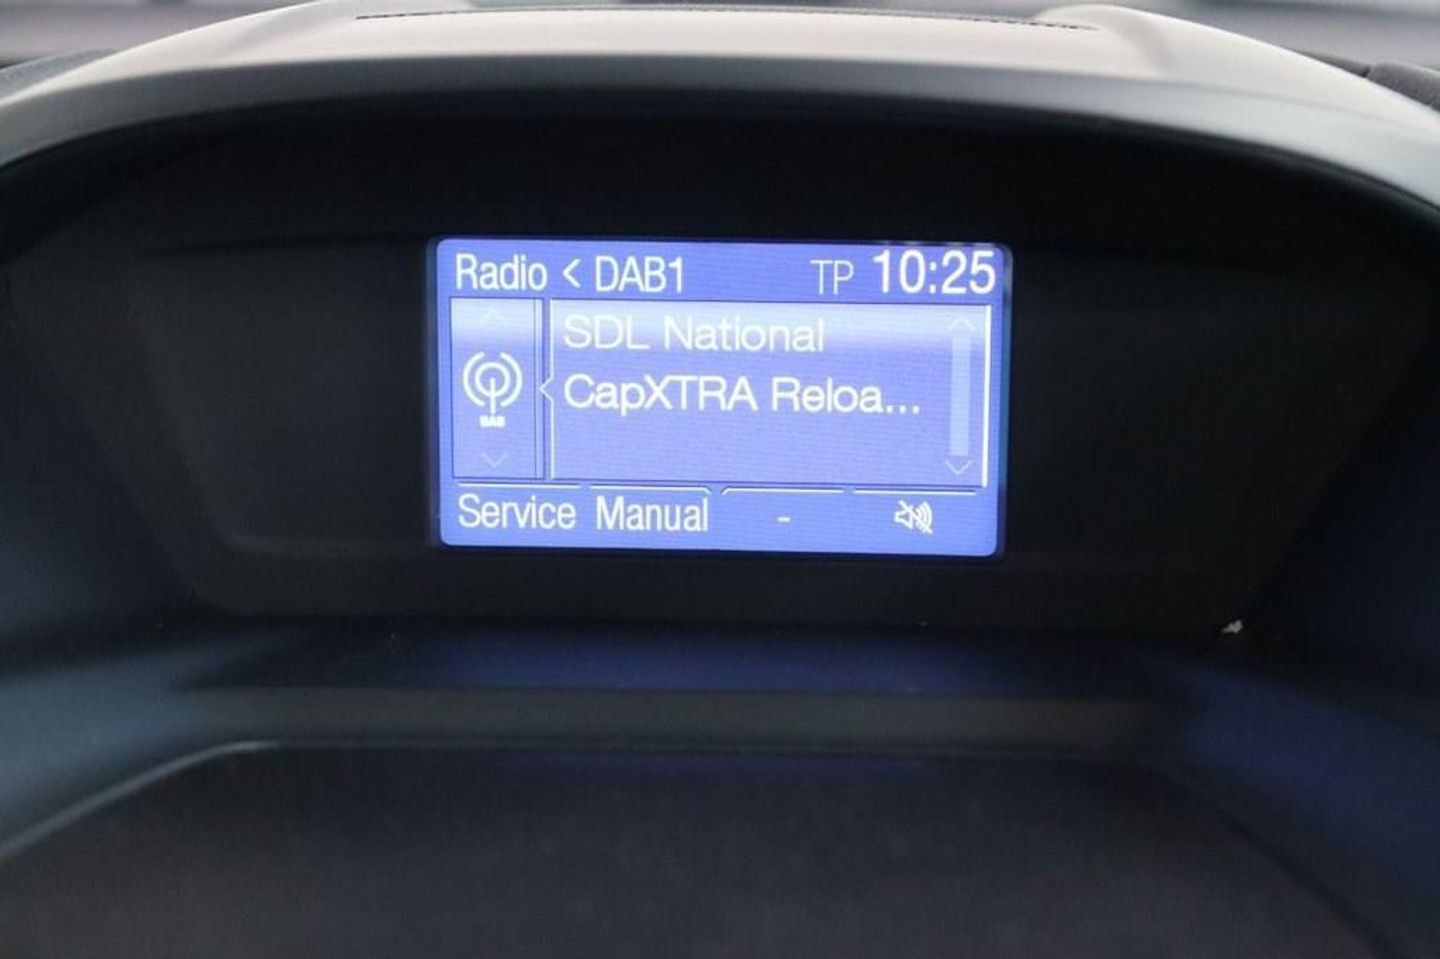 Radio < DAB1 TP 10:25
SDL National
CapXTRA Reloa...
DAB
Service Manual -